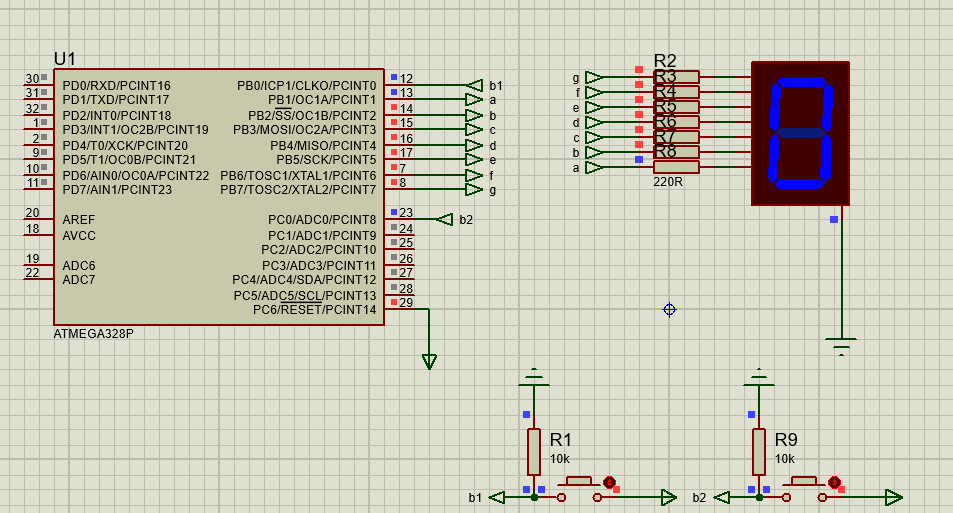 U1
30 PD0/RXD/PCINT16 PB0/ICP1/CLKO/PCINT0 12 b1
31 PD1/TXD/PCINT17 PB1/OC1A/PCINT1 13 a
32 PD2/INT0/PCINT18 PB2/SS/OC1B/PCINT2 14 b
1 PD3/INT1/OC2B/PCINT19 PB3/MOSI/OC2A/PCINT3 15 c
2 PD4/T0/XCK/PCINT20 PB4/MISO/PCINT4 16 d
9 PD5/T1/OC0B/PCINT21 PB5/SCK/PCINT5 17 e
10 PD6/AIN0/OC0A/PCINT22 PB6/TOSC1/XTAL1/PCINT6 7 f
11 PD7/AIN1/PCINT23 PB7/TOSC2/XTAL2/PCINT7 8 g
20 AREF PC0/ADC0/PCINT8 23 b2
18 AVCC PC1/ADC1/PCINT9 24
PC2/ADC2/PCINT10 25
19 ADC6 PC3/ADC3/PCINT11 26
22 ADC7 PC4/ADC4/SDA/PCINT12 27
PC5/ADC5/SCL/PCINT13 28
PC6/RESET/PCINT14 29
ATMEGA328P
R2
g R3
f R4
e R5
d R6
c R7
b R8
a
220R
0
R1
10k
b1
R9
10k
b2